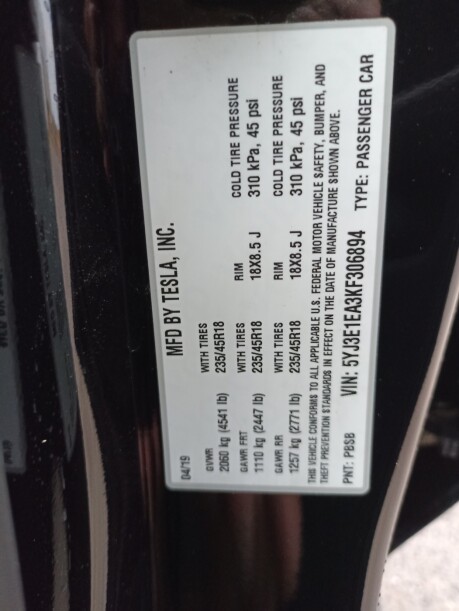 MFD BY TESLA, INC.
04/19
GVWR WITH TIRES
2060 kg (4541 lb) 235/45R18
GAWR FRT WITH TIRES RIM COLD TIRE PRESSURE
1110 kg (2447 lb) 235/45R18 18X8.5 J 310 kPa, 45 psi
GAWR RR WITH TIRES RIM COLD TIRE PRESSURE
1257 kg (2771 lb) 235/45R18 18X8.5 J 310 kPa, 45 psi
THIS VEHICLE CONFORMS TO ALL APPLICABLE U.S. FEDERAL MOTOR VEHICLE SAFETY, BUMPER, AND
THEFT PREVENTION STANDARDS IN EFFECT ON THE DATE OF MANUFACTURE SHOWN ABOVE.
PNT: PBSB VIN: 5YJ3E1EA3KF306894 TYPE: PASSENGER CAR